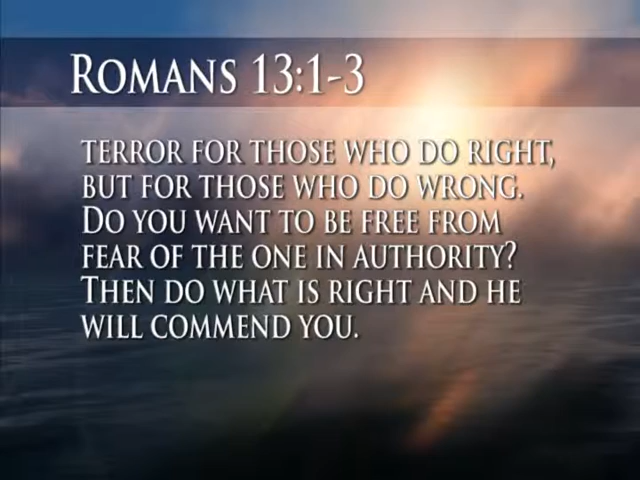 Romans 13:1-3
terror for those who do right,
but for those who do wrong.
Do you want to be free from
fear of the one in authority?
Then do what is right and he
will commend you.